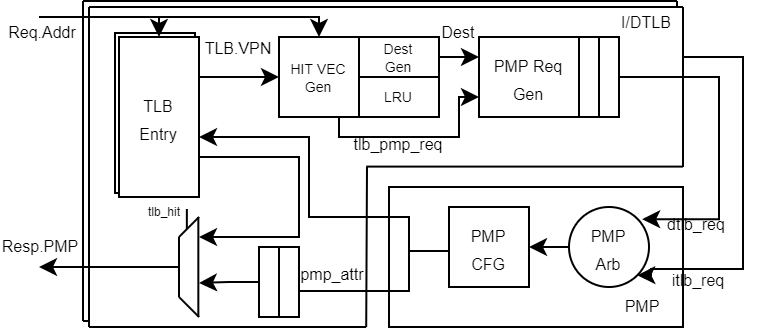 I/DTLB
Req.Addr
TLB.VPN
Dest
HIT VEC
Gen
Dest
Gen
LRU
PMP Req
Gen
TLB
Entry
tlb_pmp_req
tlb_hit
Resp.PMP
pmp_attr
PMP
CFG
PMP
Arb
dtlb_req
itlb_req
PMP